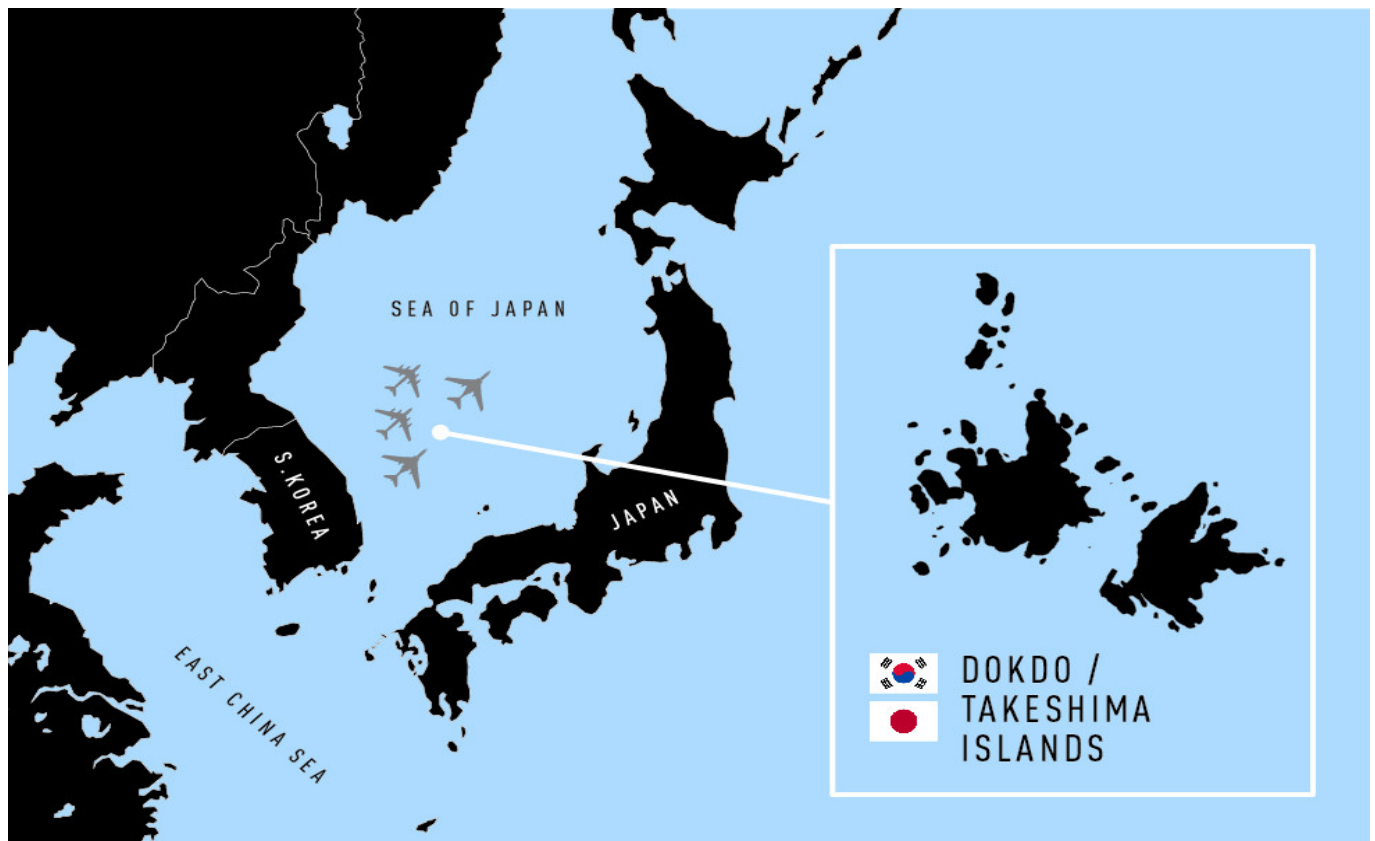 SEA OF JAPAN
S.KOREA
JAPAN
EAST CHINA SEA
DOKDO /
TAKESHIMA
ISLANDS